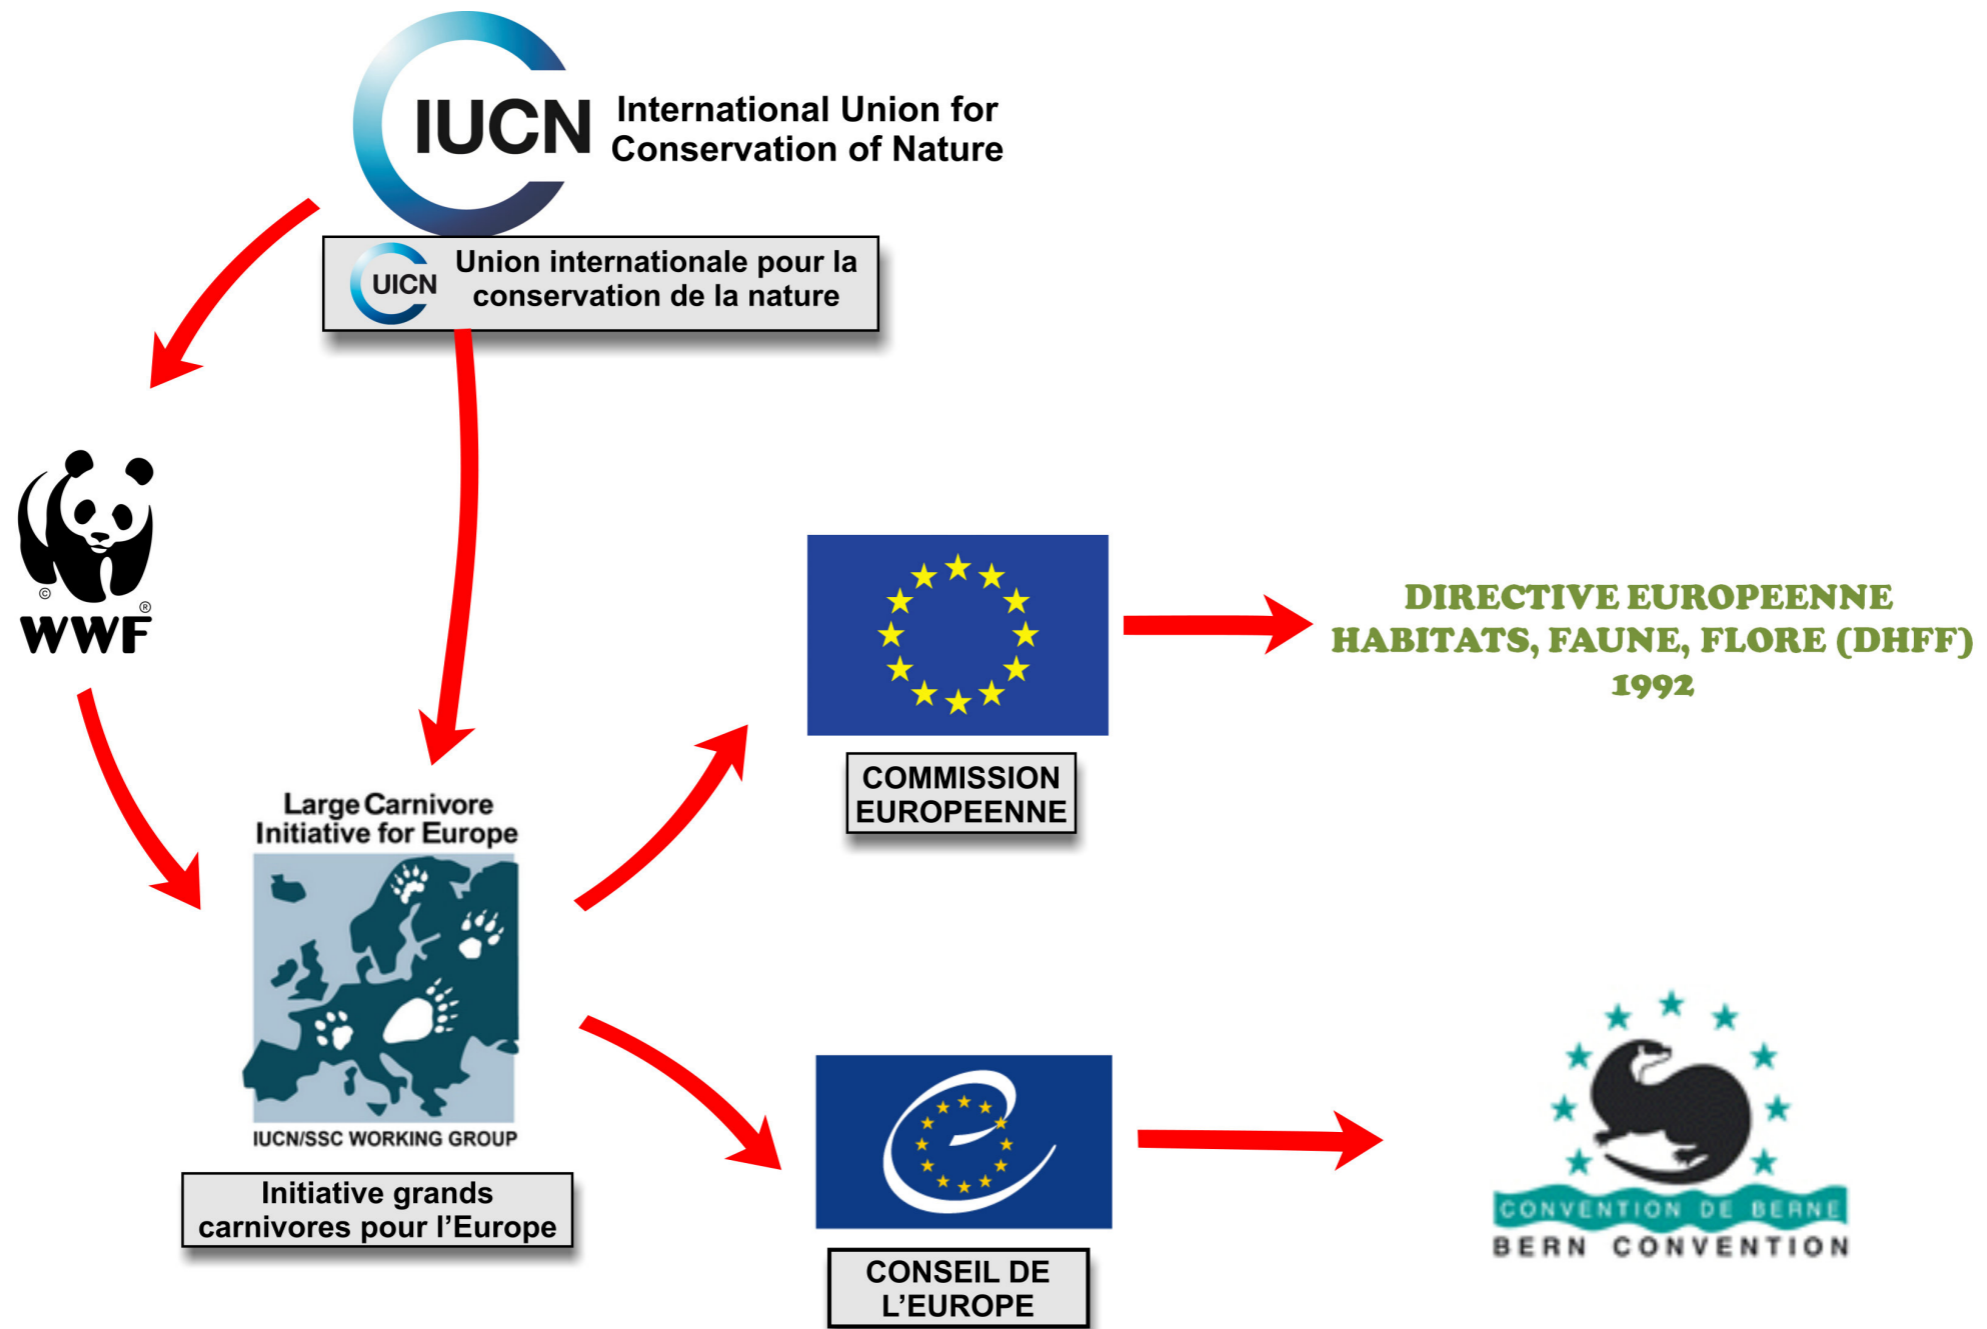 IUCN
International Union for
Conservation of Nature
UICN
Union internationale pour la
conservation de la nature
©
®
WWF
DIRECTIVE EUROPEENNE
HABITATS, FAUNE, FLORE (DHFF)
1992
COMMISSION
EUROPEENNE
Large Carnivore
Initiative for Europe
IUCN/SSC WORKING GROUP
Initiative grands
carnivores pour l'Europe
CONSEIL DE
L'EUROPE
CONVENTION DE BERNE
BERN CONVENTION